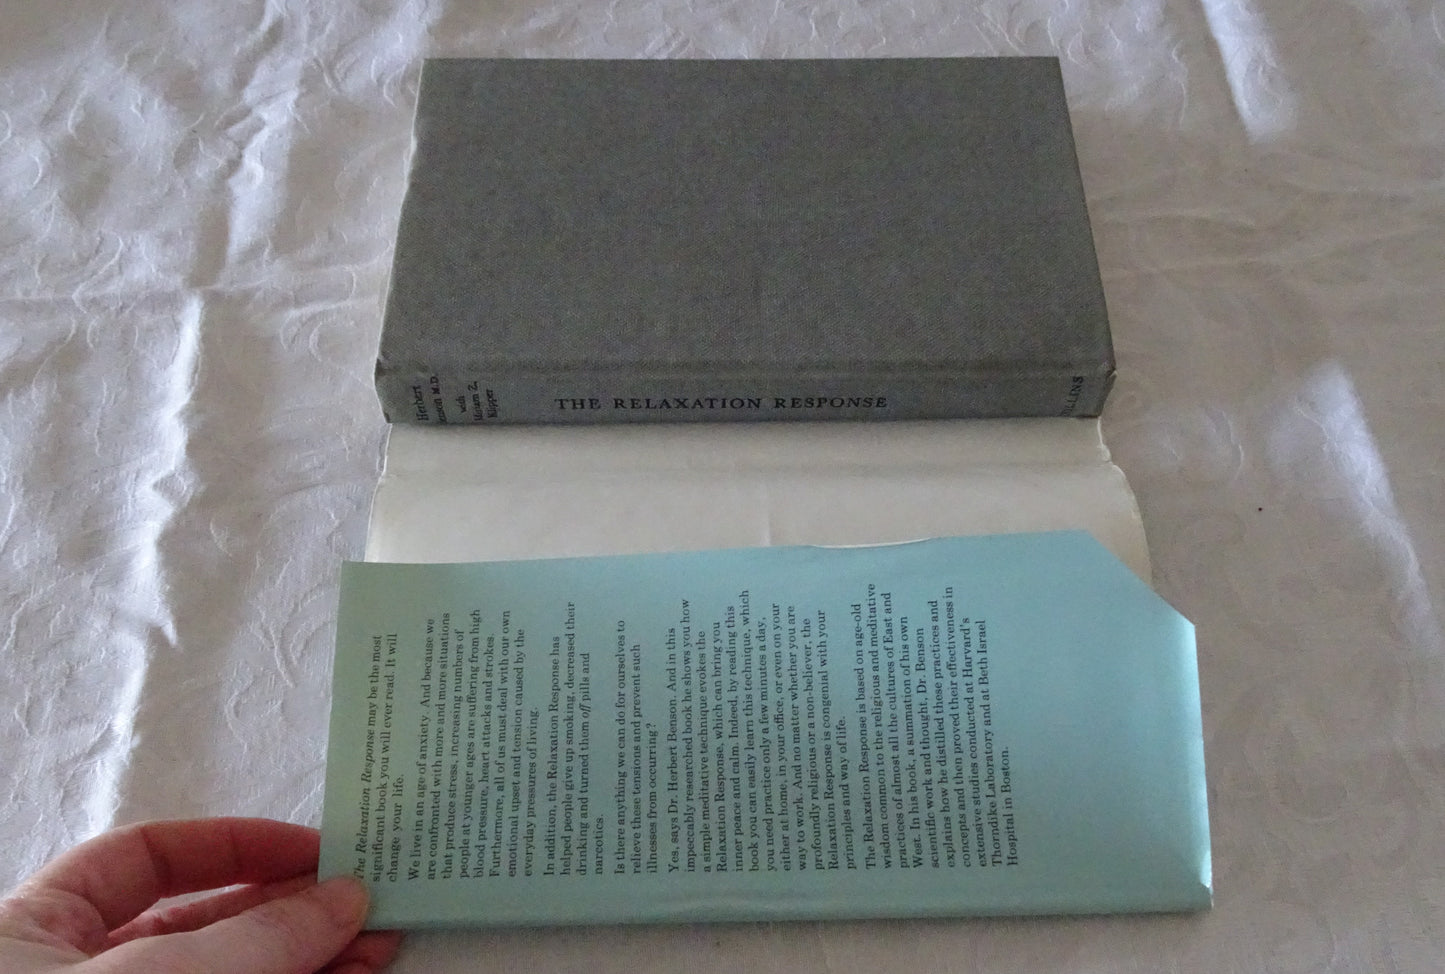 Herbert
M.D.
with
Miriam Z.
Klipper
THE RELAXATION RESPONSE
The Relaxation Response may be the most
significant book you will ever read. It will
change your life.
We live in an age of anxiety. And because we
are confronted with more and more situations
that produce stress, increasing numbers of
people at younger ages are suffering from high
blood pressure, heart attacks and strokes.
Furthermore, all of us must deal with our own
emotional upset and tension caused by the
everyday pressures of living.
In addition, the Relaxation Response has
helped people give up smoking, decreased their
drinking and turned them off pills and
narcotics.
Is there anything we can do for ourselves to
relieve these tensions and prevent such
illnesses from occurring?
Yes, says Dr. Herbert Benson. And in this
impeccably researched book he shows you how
a simple meditative technique evokes the
Relaxation Response, which can bring you
inner peace and calm. Indeed, by reading this
book you can easily learn this technique, which
you need practice only a few minutes a day,
either at home, in your office, or even on your
way to work. And no matter whether you are
profoundly religious or a non-believer, the
Relaxation Response is congenial with your
principles and way of life.
The Relaxation Response is based on age-old
wisdom common to the religious and meditative
practices of almost all the cultures of East and
West. In his book, a summation of his own
scientific work and thought, Dr. Benson
explains how he distilled these practices and
concepts and then proved their effectiveness in
extensive studies conducted at Harvard's
Thorndike Laboratory and at Beth Israel
Hospital in Boston.